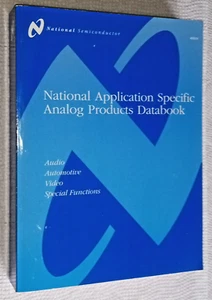 National Semiconductor
National Application Specific
Analog Products Databook
Audio
Automotive
Video
Special Functions